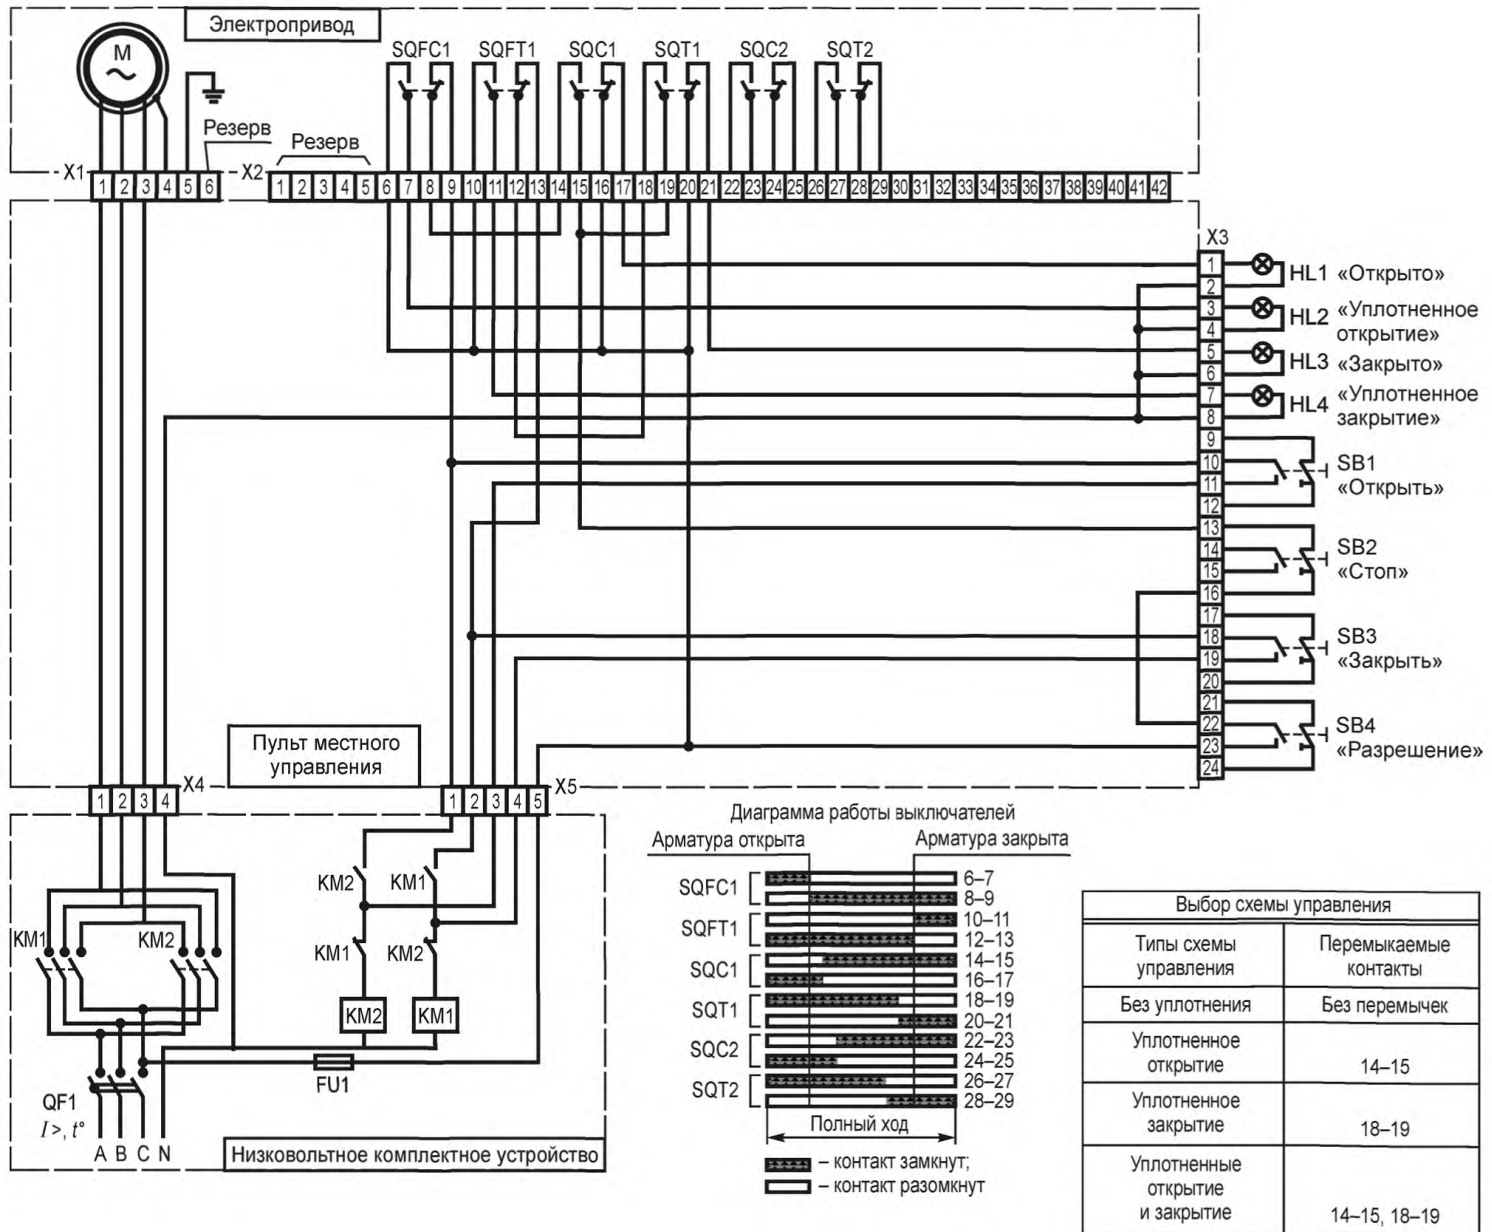 Электропривод
M
~
SQFC1 SQFT1 SQC1 SQT1 SQC2 SQT2
Резерв
Резерв
X1
1 2 3 4 5 6
X2
1 2 3 4 5 6 7 8 9 10 11 12 13 14 15 16 17 18 19 20 21 22 23 24 25 26 27 28 29 30 31 32 33 34 35 36 37 38 39 40 41 42
X3
1
2
3
4
5
6
7
8
9
10
11
12
13
14
15
16
17
18
19
20
21
22
23
24
HL1 «Открыто»
HL2 «Уплотненное
открытие»
HL3 «Закрыто»
HL4 «Уплотненное
закрытие»
SB1
«Открыть»
SB2
«Стоп»
SB3
«Закрыть»
SB4
«Разрешение»
Пульт местного
управления
X4
1 2 3 4
X5
1 2 3 4 5
KM2 KM1
KM1 KM2
KM1 KM2
KM2 KM1
FU1
QF1
I>, t°
A B C N
Низковольтное комплектное устройство
Диаграмма работы выключателей
Арматура открыта Арматура закрыта
SQFC1 6–7
8–9
SQFT1 10–11
12–13
SQC1 14–15
16–17
SQT1 18–19
20–21
SQC2 22–23
24–25
SQT2 26–27
28–29
Полный ход
– контакт замкнут;
– контакт разомкнут
Выбор схемы управления
Типы схемы
управления
Перемыкаемые
контакты
Без уплотнения Без перемычек
Уплотненное
открытие 14–15
Уплотненное
закрытие 18–19
Уплотненные
открытие
и закрытие 14–15, 18–19